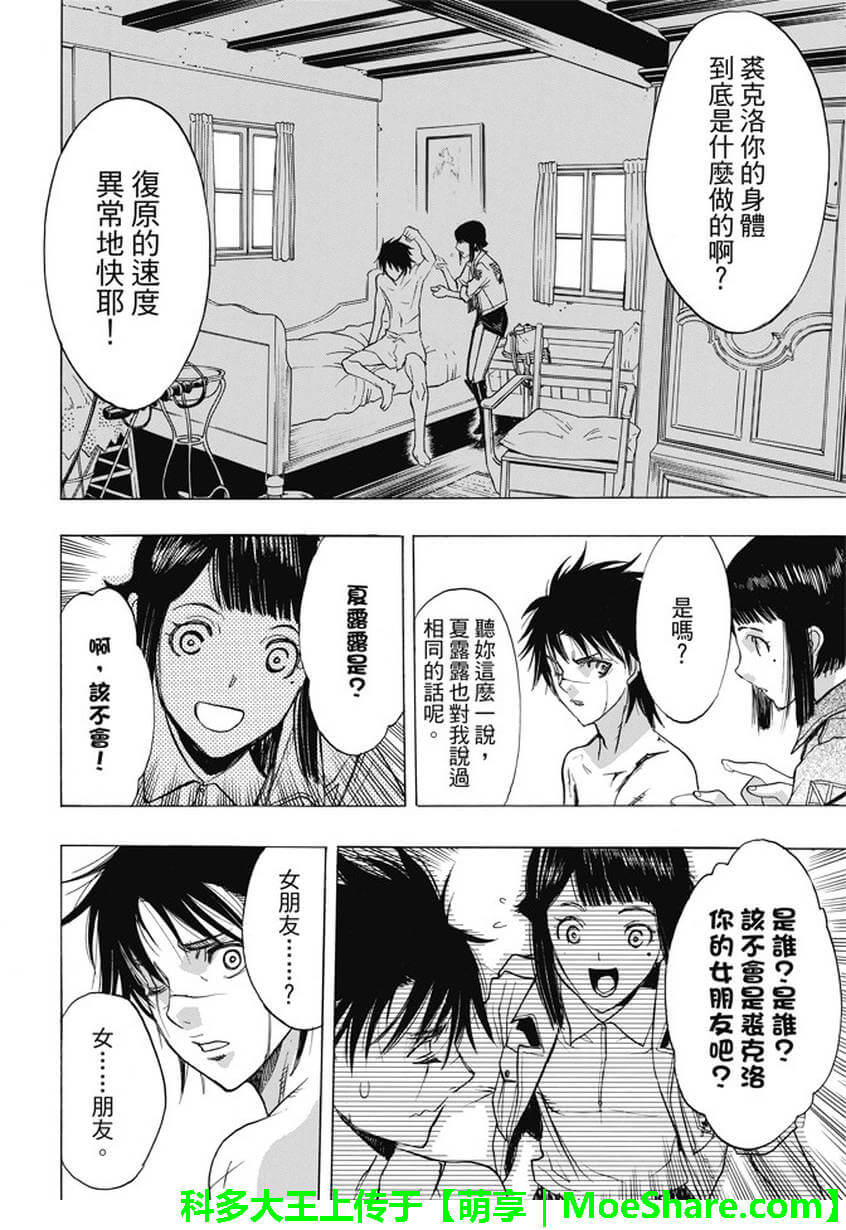 裘克洛你的身體
到底是什麼做的啊？
復原的速度
異常地快耶！
是嗎？
聽妳這麼一說，
夏露露也對我說過
相同的話呢。
夏露露是？
啊，該不會！
是誰？是誰？
該不會是裘克洛
你的女朋友吧？
女朋友……？
女……朋友。
科多大王上传于【萌享｜MoeShare.com】